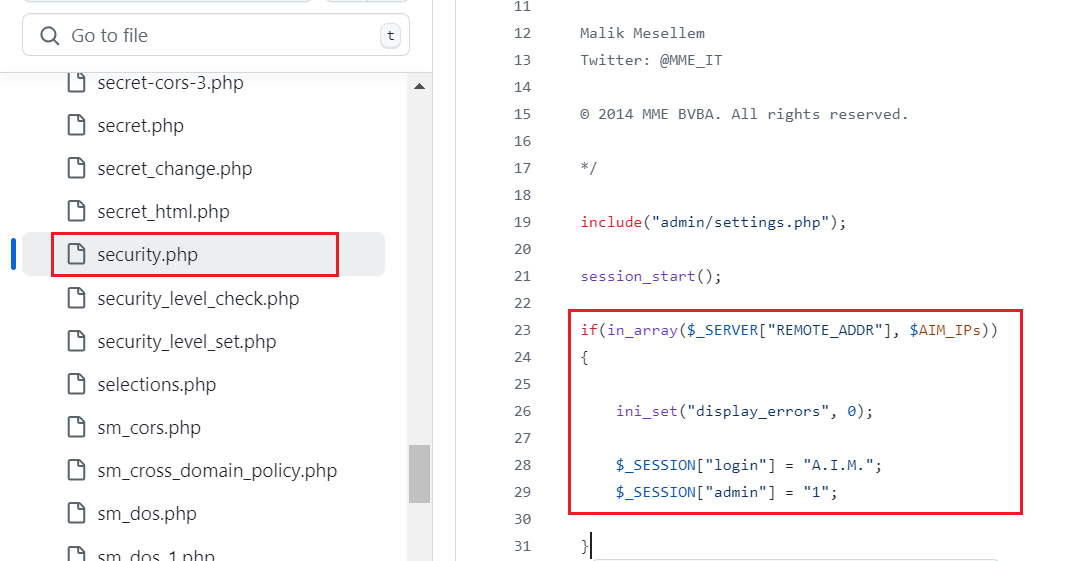 Go to file
t
secret-cors-3.php
secret.php
secret_change.php
secret_html.php
security.php
security_level_check.php
security_level_set.php
selections.php
sm_cors.php
sm_cross_domain_policy.php
sm_dos.php
sm_dos_1.php
11
12 Malik Mesellem
13 Twitter: @MME_IT
14
15 © 2014 MME BVBA. All rights reserved.
16
17 */
18
19 include("admin/settings.php");
20
21 session_start();
22
23 if(in_array($_SERVER["REMOTE_ADDR"], $AIM_IPs))
24 {
25
26     ini_set("display_errors", 0);
27
28     $_SESSION["login"] = "A.I.M.";
29     $_SESSION["admin"] = "1";
30
31 }